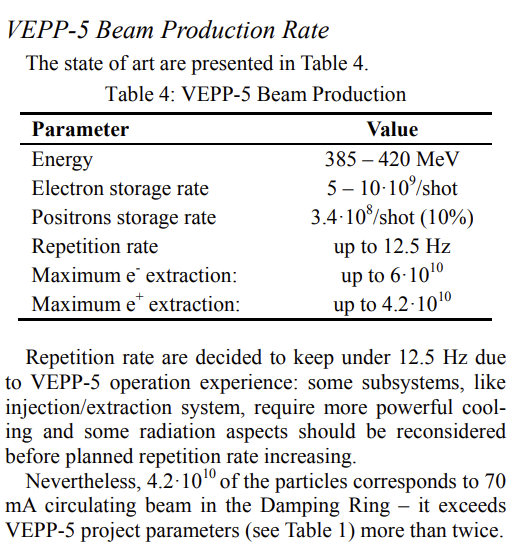 VEPP-5 Beam Production Rate
The state of art are presented in Table 4.
Table 4: VEPP-5 Beam Production
Parameter Value
Energy 385 – 420 MeV
Electron storage rate 5 – 10·10⁹/shot
Positrons storage rate 3.4·10⁸/shot (10%)
Repetition rate up to 12.5 Hz
Maximum e⁻ extraction: up to 6·10¹⁰
Maximum e⁺ extraction: up to 4.2·10¹⁰
Repetition rate are decided to keep under 12.5 Hz due
to VEPP-5 operation experience: some subsystems, like
injection/extraction system, require more powerful cool-
ing and some radiation aspects should be reconsidered
before planned repetition rate increasing.
Nevertheless, 4.2·10¹⁰ of the particles corresponds to 70
mA circulating beam in the Damping Ring – it exceeds
VEPP-5 project parameters (see Table 1) more than twice.